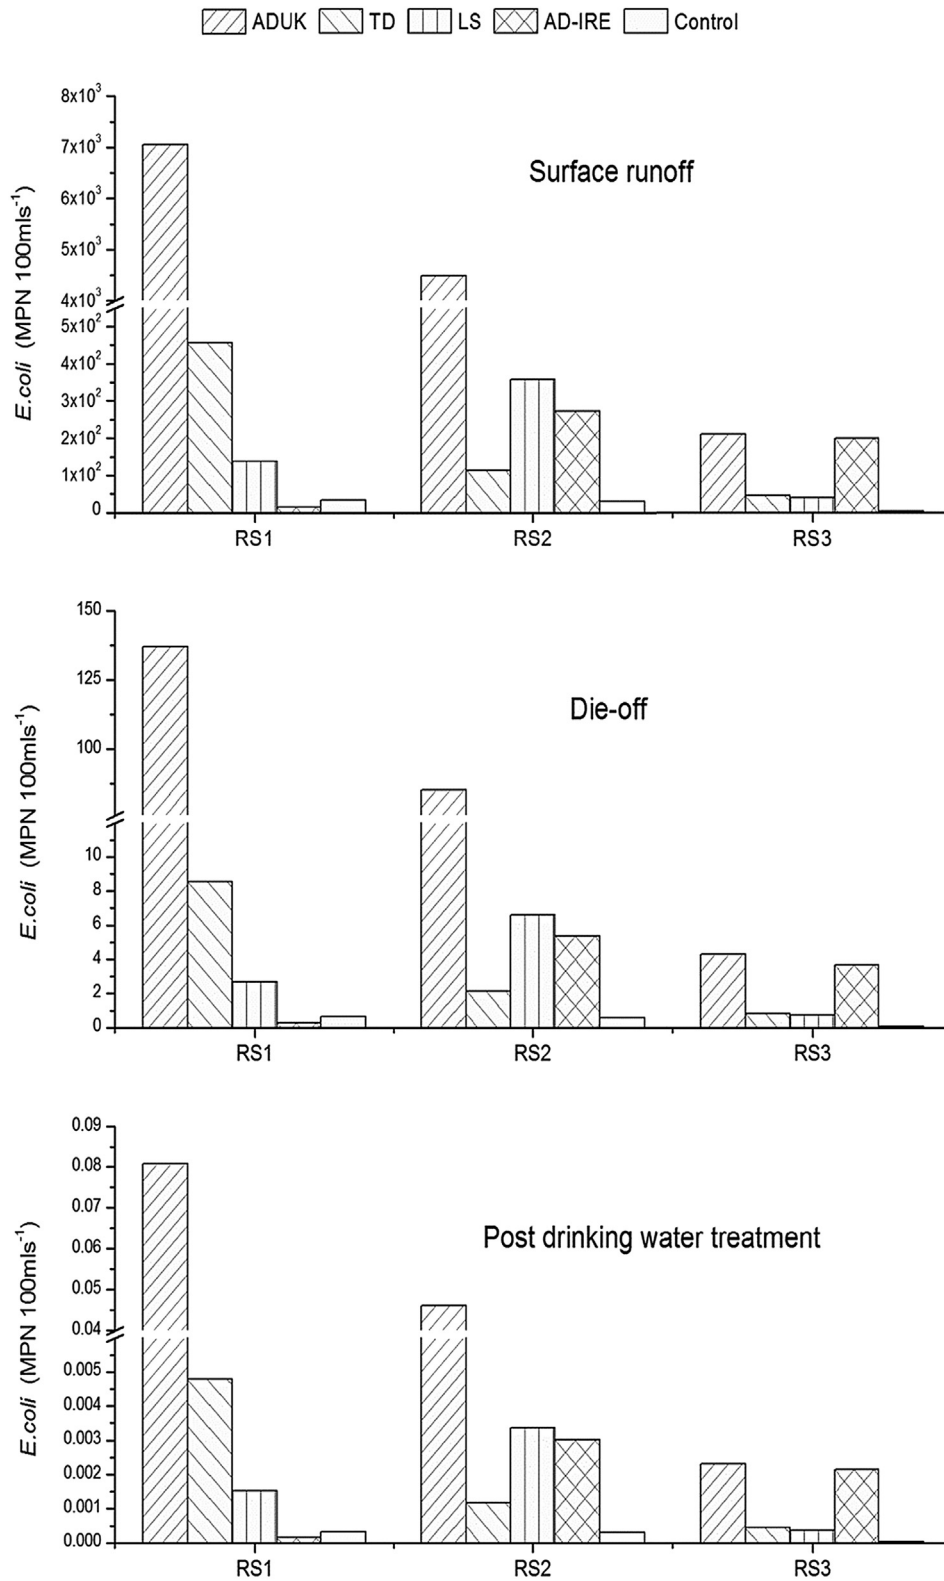 ADUK TD LS AD-IRE Control
Surface runoff
E.coli (MPN 100mls⁻¹)
8x10³
7x10³
6x10³
5x10³
4x10³
5x10²
4x10²
3x10²
2x10²
1x10²
0
RS1 RS2 RS3
Die-off
E.coli (MPN 100mls⁻¹)
150
125
100
10
8
6
4
2
0
RS1 RS2 RS3
Post drinking water treatment
E.coli (MPN 100mls⁻¹)
0.09
0.08
0.07
0.06
0.05
0.04
0.005
0.004
0.003
0.002
0.001
0.000
RS1 RS2 RS3